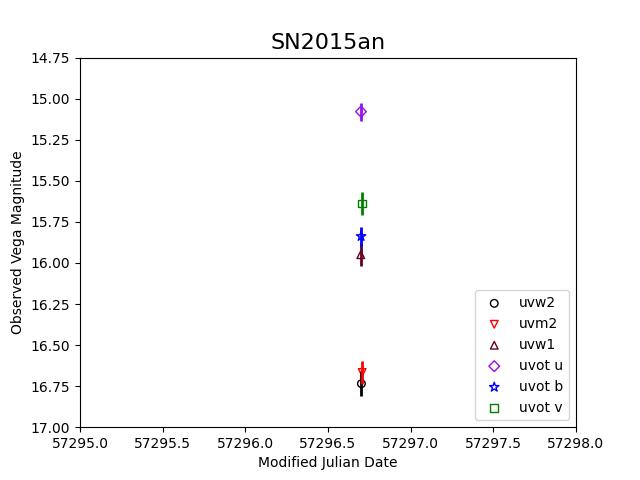 SN2015an
14.75
15.00
15.25
15.50
15.75
16.00
16.25
16.50
16.75
17.00
Observed Vega Magnitude
57295.0 57295.5 57296.0 57296.5 57297.0 57297.5 57298.0
Modified Julian Date
uvw2
uvm2
uvw1
uvot u
uvot b
uvot v